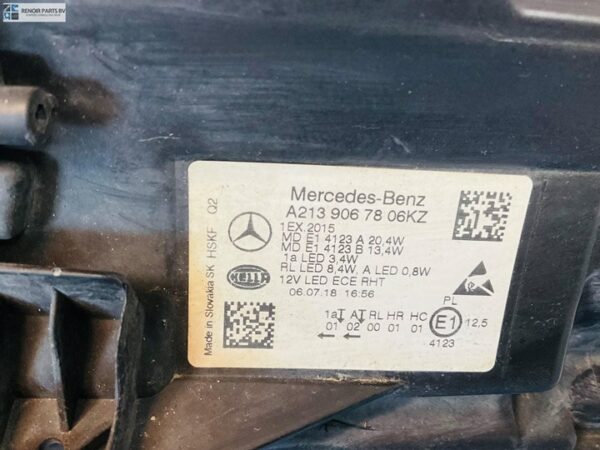 RENOIR PARTS BV
Mercedes-Benz
A213 906 78 06KZ
1EX.2015
MD E1 4123 A 20,4W
MD E1 4123 B 13,4W
1a LED 3,4W
RL LED 8,4W, A LED 0,8W
12V LED ECE RHT
06.07.18 16:56
HELLA
Made in Slovakia SK HSKF Q2
PL
1a A RL HR HC
01 02 00 01 01
E1 12,5
4123